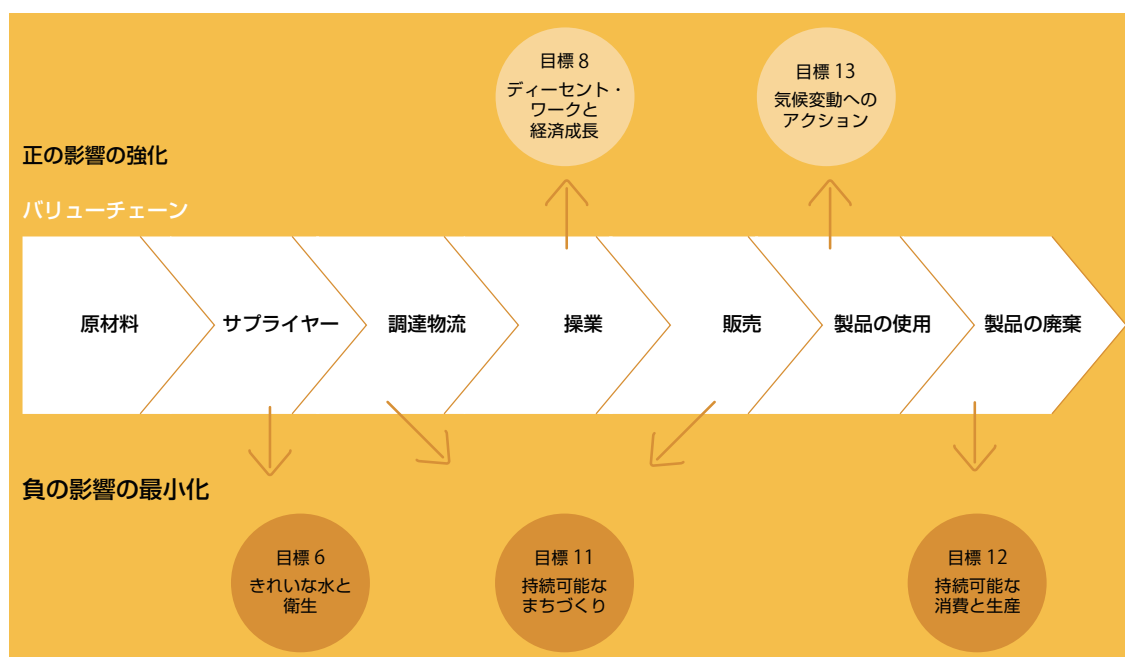 目標 8
ディーセント・
ワークと
経済成長
目標 13
気候変動への
アクション
正の影響の強化
バリューチェーン
原材料
サプライヤー
調達物流
操業
販売
製品の使用
製品の廃棄
負の影響の最小化
目標 6
きれいな水と
衛生
目標 11
持続可能な
まちづくり
目標 12
持続可能な
消費と生産